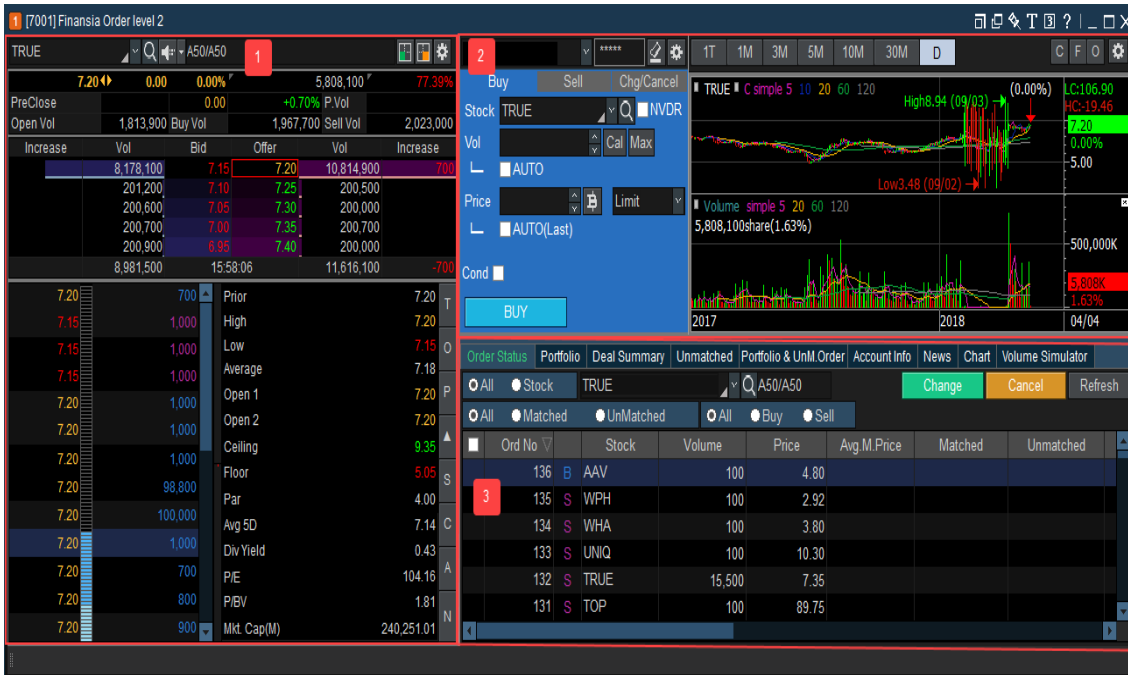 1 [7001] Finansia Order level 2 T 3 ?
TRUE A50/A50 1
7.20 0.00 0.00% 5,808,100 77.39%
PreClose 0.00 +0.70% P.Vol
Open Vol 1,813,900 Buy Vol 1,967,700 Sell Vol 2,023,000
Increase Vol Bid Offer Vol Increase
8,178,100 7.15 7.20 10,814,900 700
201,200 7.10 7.25 200,500
200,600 7.05 7.30 200,000
200,700 7.00 7.35 200,700
200,900 6.95 7.40 200,000
8,981,500 15:58:06 11,616,100 -700
7.20 700
7.15 1,000
7.15 1,000
7.15 1,000
7.20 1,000
7.20 1,000
7.20 1,000
7.20 98,800
7.20 100,000
7.20 1,000
7.20 700
7.20 800
7.20 900
Prior 7.20
High 7.20
Low 7.15
Average 7.18
Open 1 7.20
Open 2 7.20
Ceiling 9.35
Floor 5.05
Par 4.00
Avg 5D 7.14
Div Yield 0.43
P/E 104.16
P/BV 1.81
Mkt. Cap(M) 240,251.01
T
O
P
S
C
A
N
2 *****
Buy Sell Chg/Cancel
Stock TRUE NVDR
Vol Cal Max
AUTO
Price B Limit
AUTO(Last)
Cond
BUY
1T 1M 3M 5M 10M 30M D C F O
TRUE C simple 5 10 20 60 120 (0.00%) LC:106.90
High8.94 (09/03) HC:-19.46
7.20
0.00%
5.00
Low3.48 (09/02)
Volume simple 5 20 60 120
5,808,100share(1.63%)
500,000K
5,808K
1.63%
2017 2018 04/04
Order Status Portfolio Deal Summary Unmatched Portfolio & UnM.Order Account Info News Chart Volume Simulator
All Stock TRUE A50/A50 Change Cancel Refresh
All Matched UnMatched All Buy Sell
Ord No Stock Volume Price Avg.M.Price Matched Unmatched
136 B AAV 100 4.80
3 135 S WPH 100 2.92
134 S WHA 100 3.80
133 S UNIQ 100 10.30
132 S TRUE 15,500 7.35
131 S TOP 100 89.75